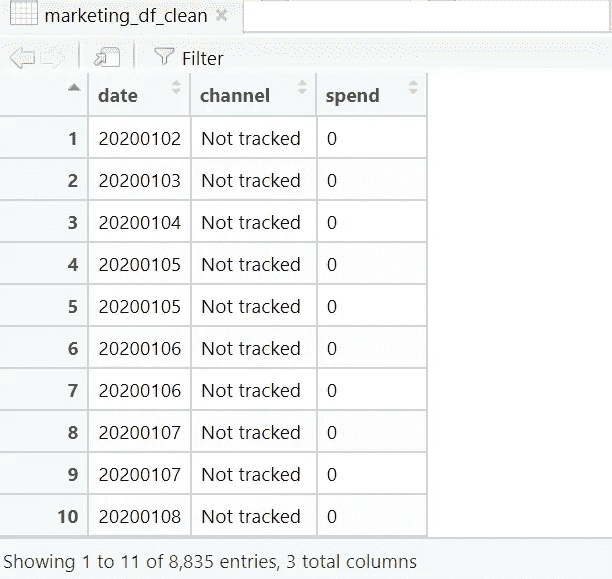 marketing_df_clean
Filter
date channel spend
1 20200102 Not tracked 0
2 20200103 Not tracked 0
3 20200104 Not tracked 0
4 20200105 Not tracked 0
5 20200105 Not tracked 0
6 20200106 Not tracked 0
7 20200106 Not tracked 0
8 20200107 Not tracked 0
9 20200107 Not tracked 0
10 20200108 Not tracked 0
Showing 1 to 11 of 8,835 entries, 3 total columns